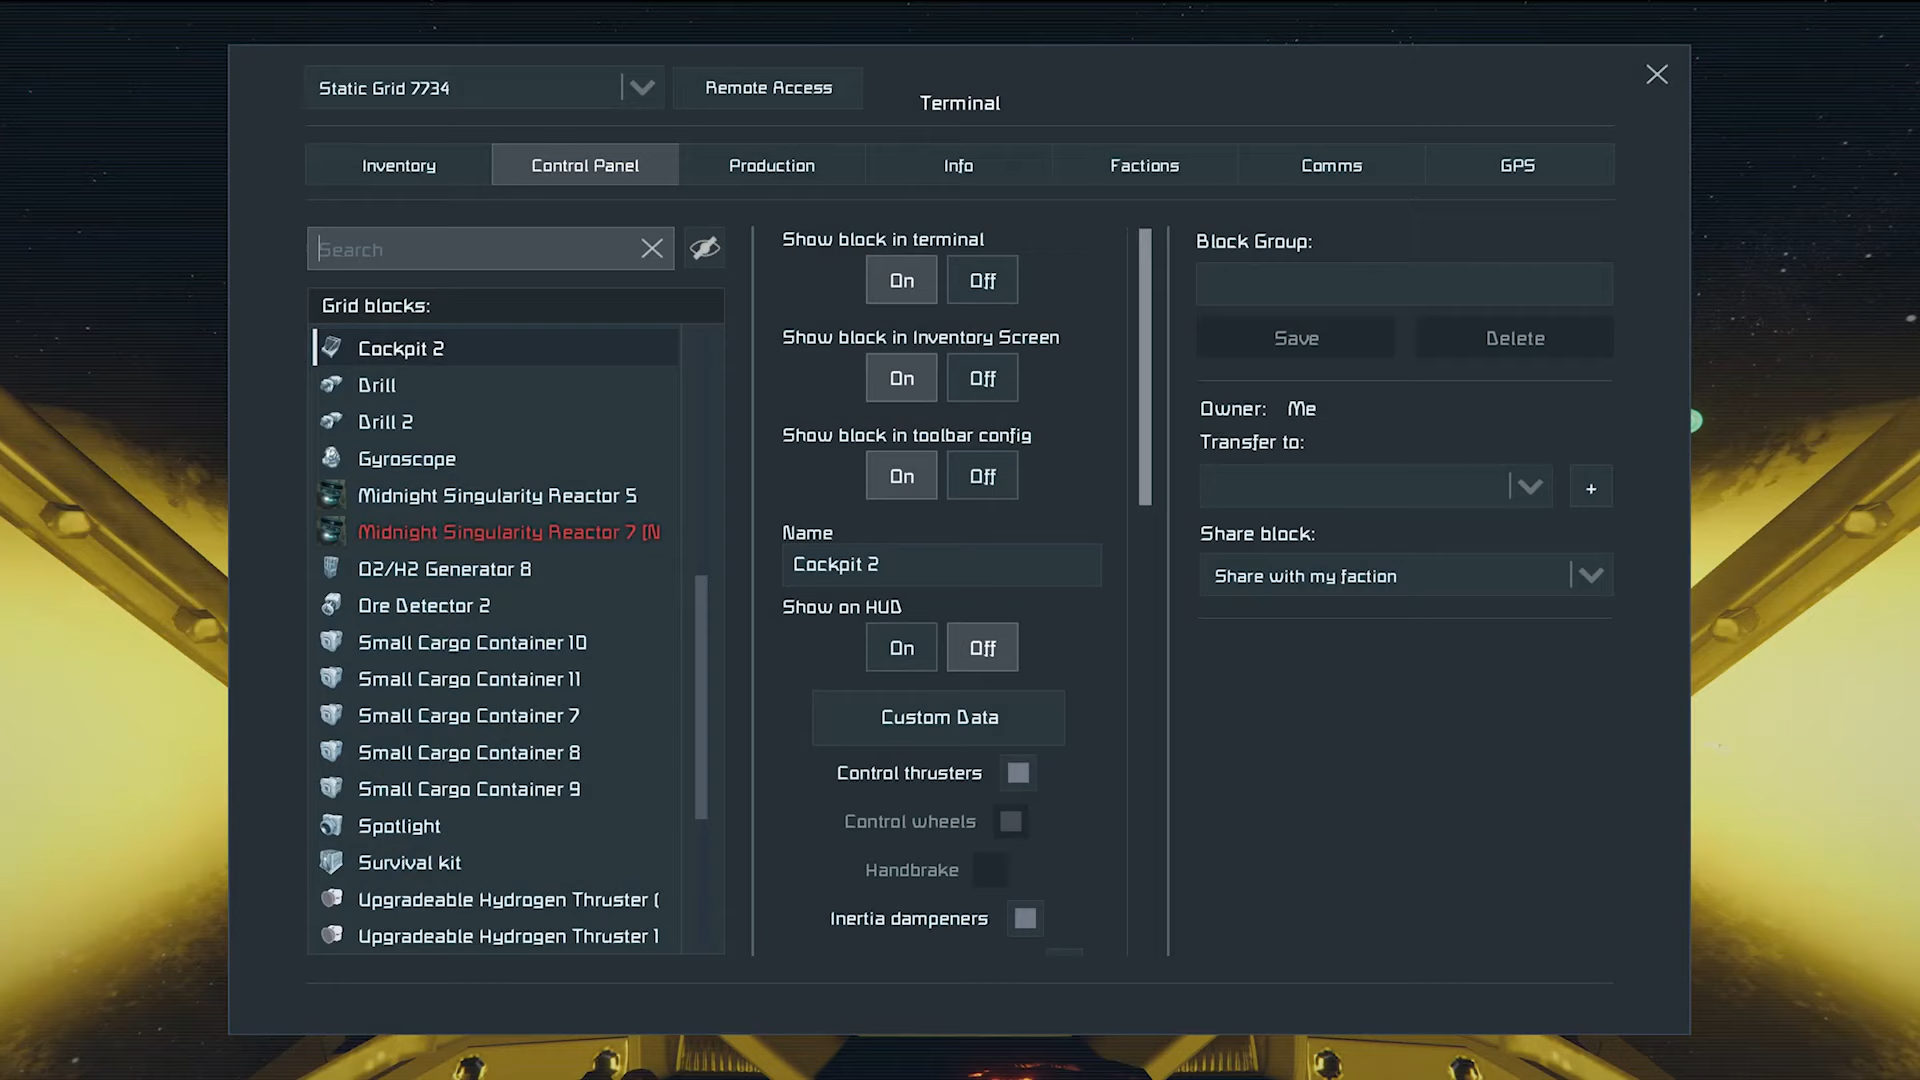 Static Grid 7734
Remote Access
Terminal
Inventory
Control Panel
Production
Info
Factions
Comms
GPS
Search
Grid blocks:
Cockpit 2
Drill
Drill 2
Gyroscope
Midnight Singularity Reactor 5
Midnight Singularity Reactor 7 [N
O2/H2 Generator 8
Ore Detector 2
Small Cargo Container 10
Small Cargo Container 11
Small Cargo Container 7
Small Cargo Container 8
Small Cargo Container 9
Spotlight
Survival kit
Upgradeable Hydrogen Thruster (
Upgradeable Hydrogen Thruster 1
Show block in terminal
On Off
Show block in Inventory Screen
On Off
Show block in toolbar config
On Off
Name
Cockpit 2
Show on HUD
On Off
Custom Data
Control thrusters
Control wheels
Handbrake
Inertia dampeners
Block Group:
Save
Delete
Owner: Me
Transfer to:
+
Share block:
Share with my faction